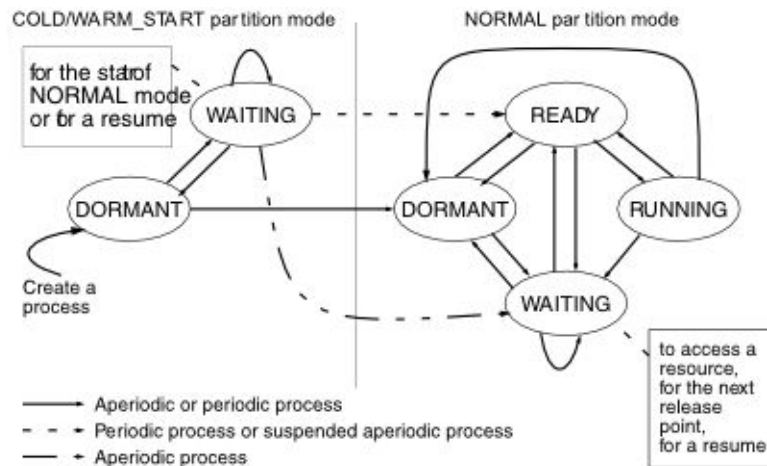 COLD/WARM_START partition mode
NORMAL partition mode
for the start of
NORMAL mode
or for a resume
WAITING
READY
DORMANT
DORMANT
RUNNING
Create a
process
WAITING
to access a
resource,
for the next
release
point,
for a resume
Aperiodic or periodic process
Periodic process or suspended aperiodic process
Aperiodic process